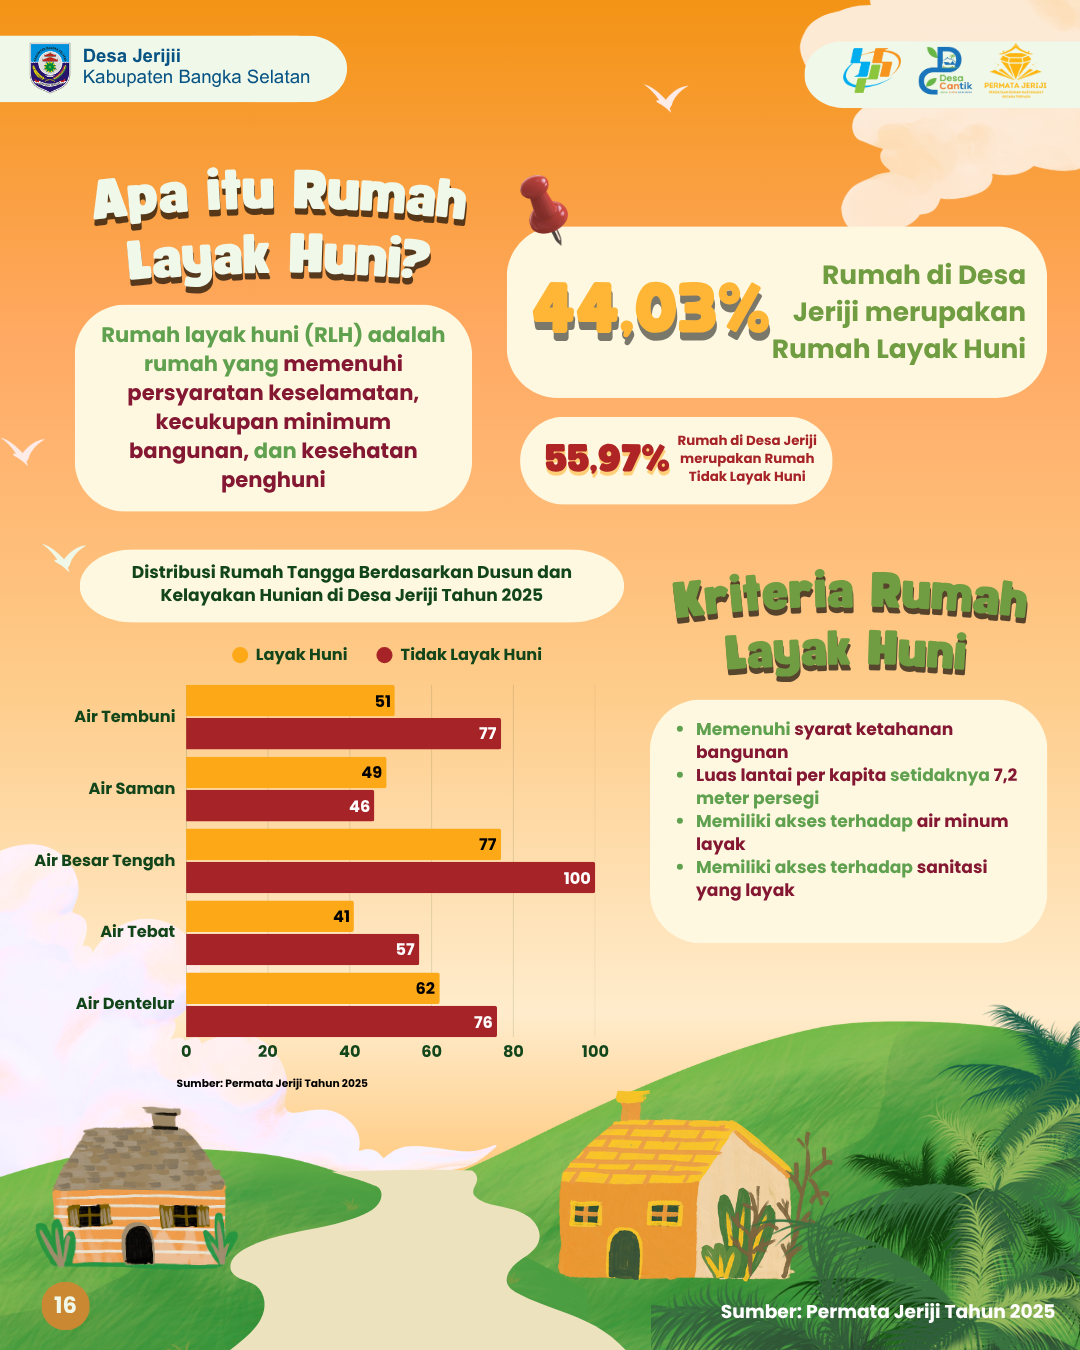 Desa Jerijii
Kabupaten Bangka Selatan
Desa
Cantik
PERMATA JERIJI
Apa itu Rumah
Layak Huni?
Rumah layak huni (RLH) adalah
rumah yang memenuhi
persyaratan keselamatan,
kecukupan minimum
bangunan, dan kesehatan
penghuni
44,03%
Rumah di Desa
Jeriji merupakan
Rumah Layak Huni
55,97%
Rumah di Desa Jeriji
merupakan Rumah
Tidak Layak Huni
Distribusi Rumah Tangga Berdasarkan Dusun dan
Kelayakan Hunian di Desa Jeriji Tahun 2025
Layak Huni
Tidak Layak Huni
Air Tembuni
51
77
Air Saman
49
46
Air Besar Tengah
77
100
Air Tebat
41
57
Air Dentelur
62
76
0 20 40 60 80 100
Sumber: Permata Jeriji Tahun 2025
Kriteria Rumah
Layak Huni
• Memenuhi syarat ketahanan
bangunan
• Luas lantai per kapita setidaknya 7,2
meter persegi
• Memiliki akses terhadap air minum
layak
• Memiliki akses terhadap sanitasi
yang layak
16
Sumber: Permata Jeriji Tahun 2025